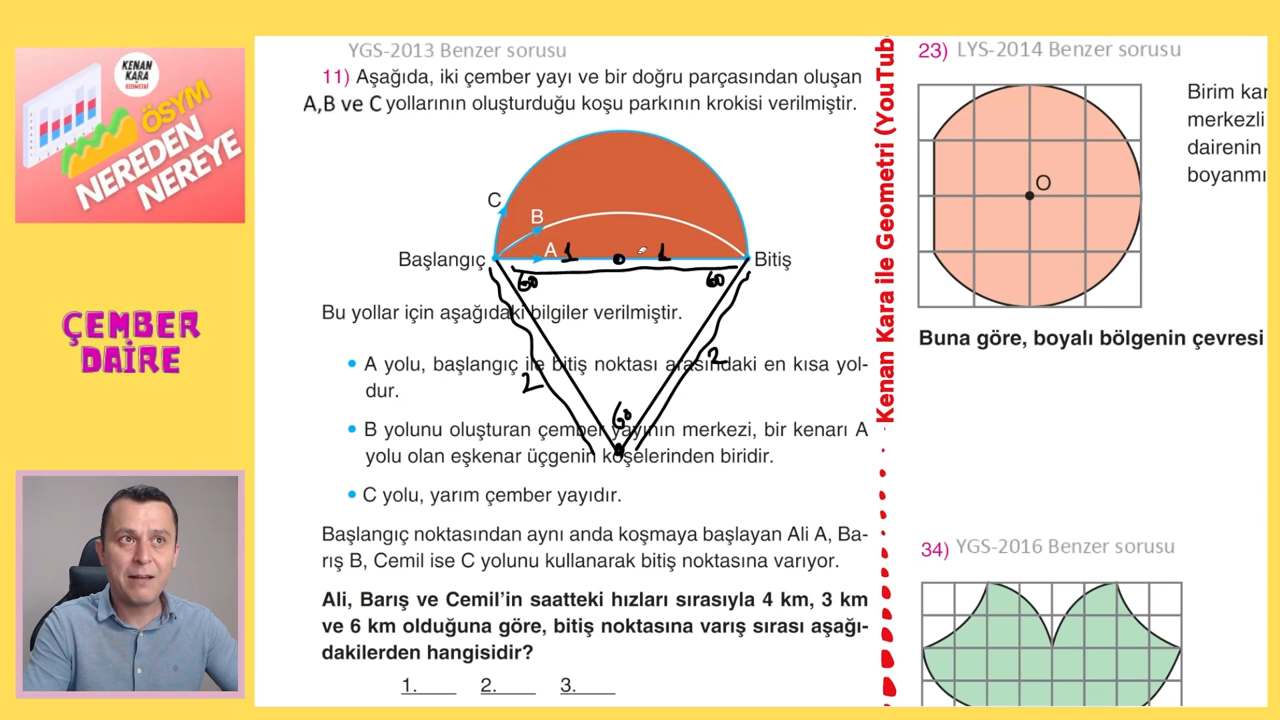 KENAN
KARA
ile
GEOMETRİ
ÖSYM
NEREDEN
NEREYE
ÇEMBER
DAİRE
YGS-2013 Benzer sorusu
11) Aşağıda, iki çember yayı ve bir doğru parçasından oluşan
A,B ve C yollarının oluşturduğu koşu parkının krokisi verilmiştir.
C
B
A
1
1
Başlangıç
Bitiş
60
60
Bu yollar için aşağıdaki bilgiler verilmiştir.
2
2
60
• A yolu, başlangıç ile bitiş noktası arasındaki en kısa yol-
dur.
• B yolunu oluşturan çember yayının merkezi, bir kenarı A
yolu olan eşkenar üçgenin köşelerinden biridir.
• C yolu, yarım çember yayıdır.
Başlangıç noktasından aynı anda koşmaya başlayan Ali A, Ba-
rış B, Cemil ise C yolunu kullanarak bitiş noktasına varıyor.
Ali, Barış ve Cemil'in saatteki hızları sırasıyla 4 km, 3 km
ve 6 km olduğuna göre, bitiş noktasına varış sırası aşağı-
dakilerden hangisidir?
1.____ 2.____ 3.____
Kenan Kara ile Geometri (YouTub
23) LYS-2014 Benzer sorusu
O
Birim kar
merkezli
dairenin
boyanmı
Buna göre, boyalı bölgenin çevresi
34) YGS-2016 Benzer sorusu